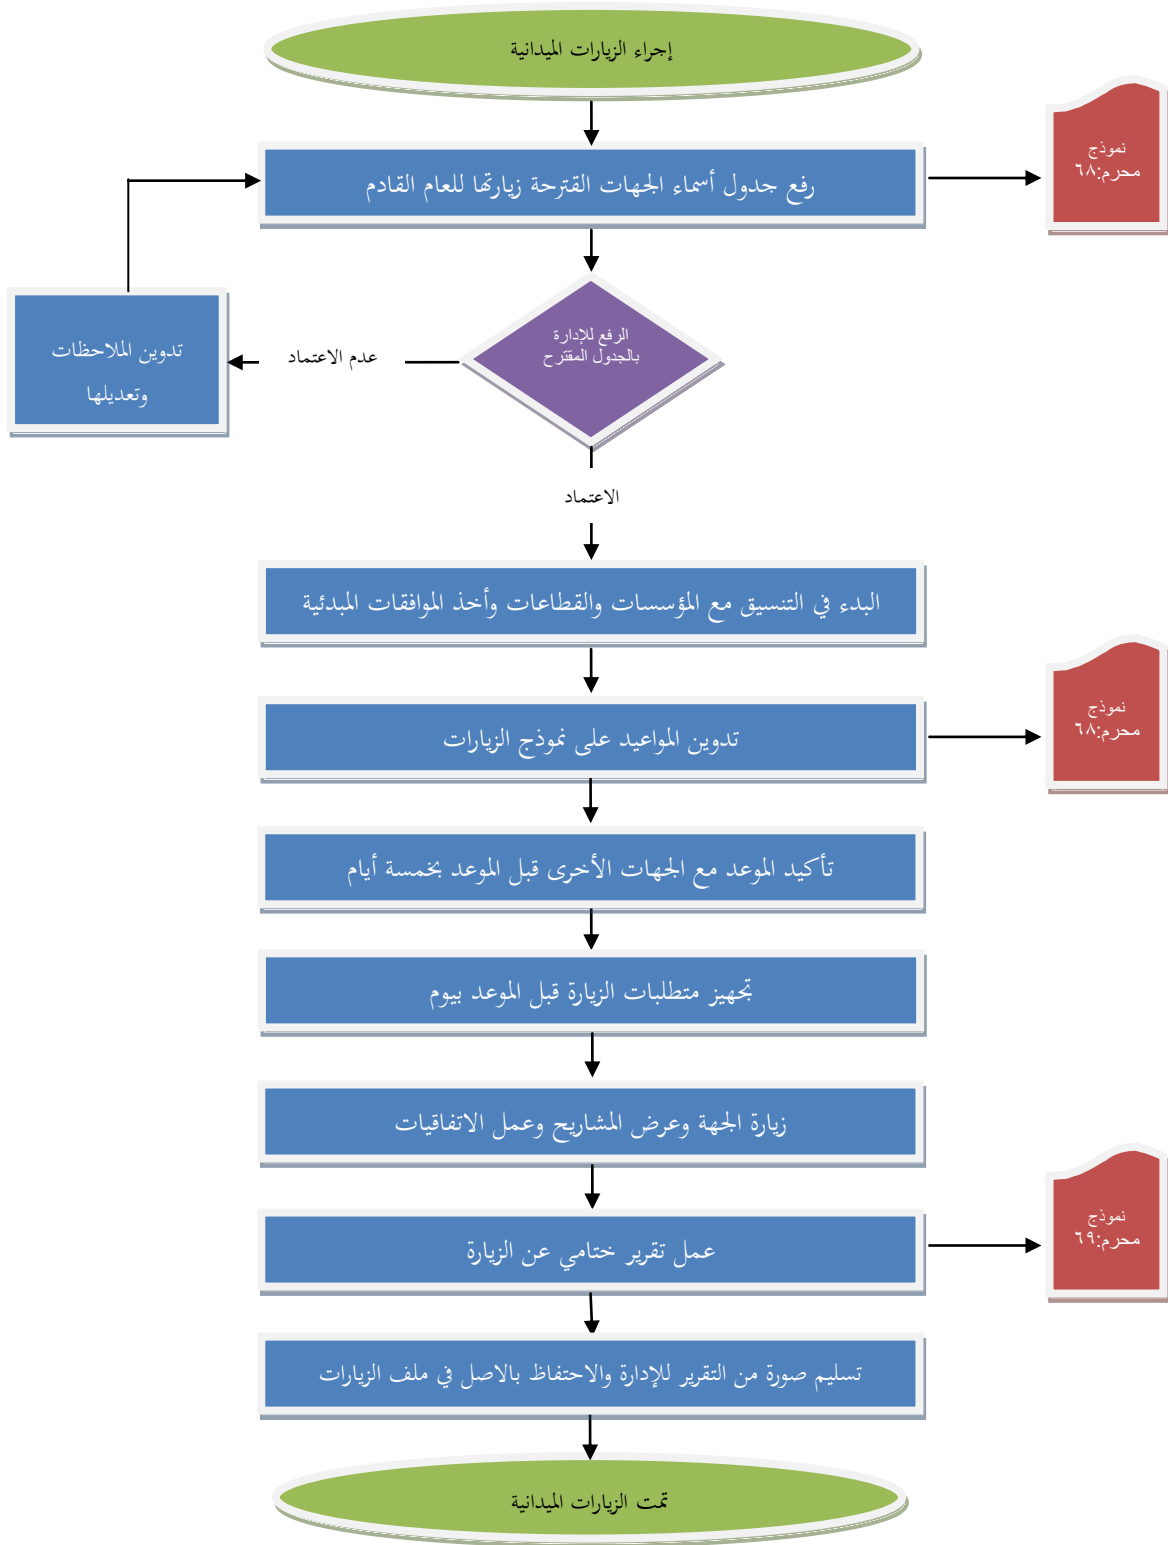 إجراء الزيارات الميدانية
رفع جدول أسماء الجهات القترحة زيارتها للعام القادم
نموذج
محرم:٦٨
الرفع للإدارة
بالجدول المقترح
عدم الاعتماد
تدوين الملاحظات
وتعديلها
الاعتماد
البدء في التنسيق مع المؤسسات والقطاعات وأخذ الموافقات المبدئية
تدوين المواعيد على نموذج الزيارات
نموذج
محرم:٦٨
تأكيد الموعد مع الجهات الأخرى قبل الموعد بخمسة أيام
تجهيز متطلبات الزيارة قبل الموعد بيوم
زيارة الجهة وعرض المشاريح وعمل الاتفاقيات
عمل تقرير ختامي عن الزيارة
نموذج
محرم:٦٩
تسليم صورة من التقرير للإدارة والاحتفاظ بالاصل في ملف الزيارات
تمت الزيارات الميدانية